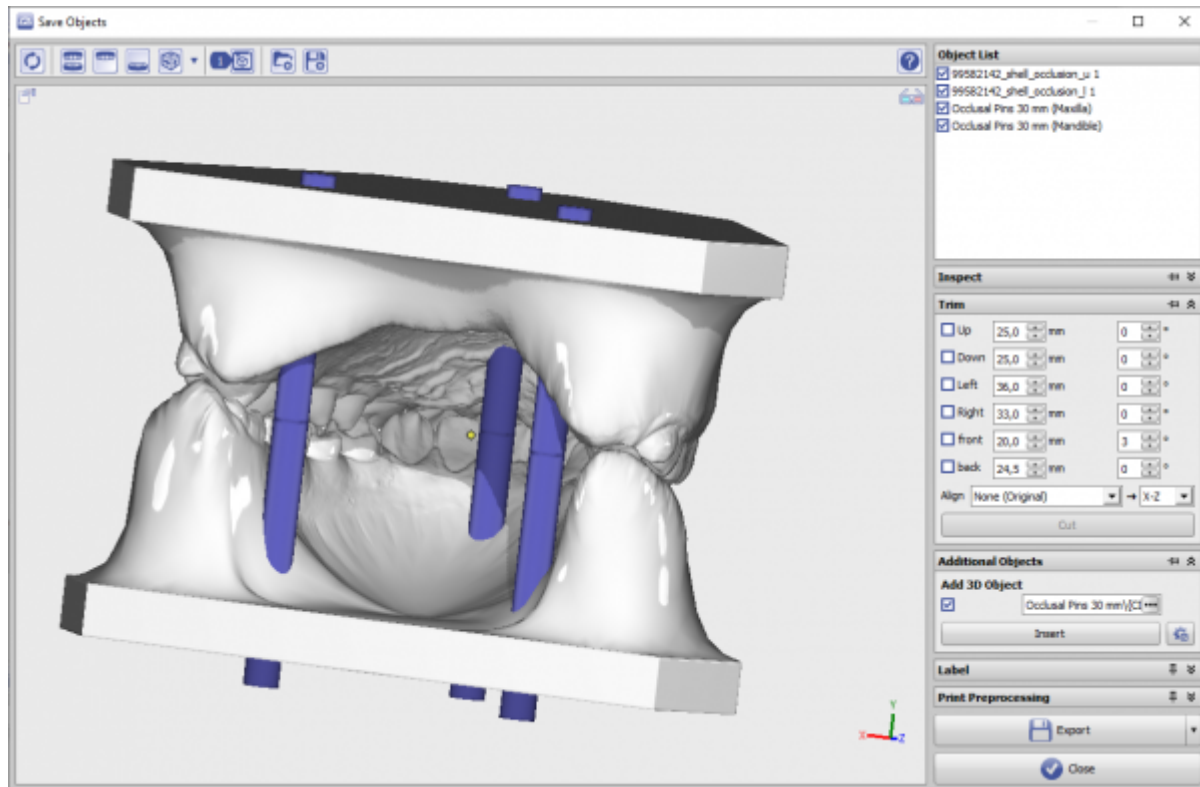 Save Objects
1
?
Object List
99582142_shell_occlusion_u 1
99582142_shell_occlusion_l 1
Occlusal Pins 30 mm (Maxilla)
Occlusal Pins 30 mm (Mandible)
Inspect
Trim
Up 25,0 mm 0 °
Down 25,0 mm 0 °
Left 36,0 mm 0 °
Right 33,0 mm 0 °
front 20,0 mm 3 °
back 24,5 mm 0 °
Align None (Original) → X-Z
Cut
Additional Objects
Add 3D Object
Occlusal Pins 30 mm\
Insert
Label
Print Preprocessing
Export
Close
Y
X Z